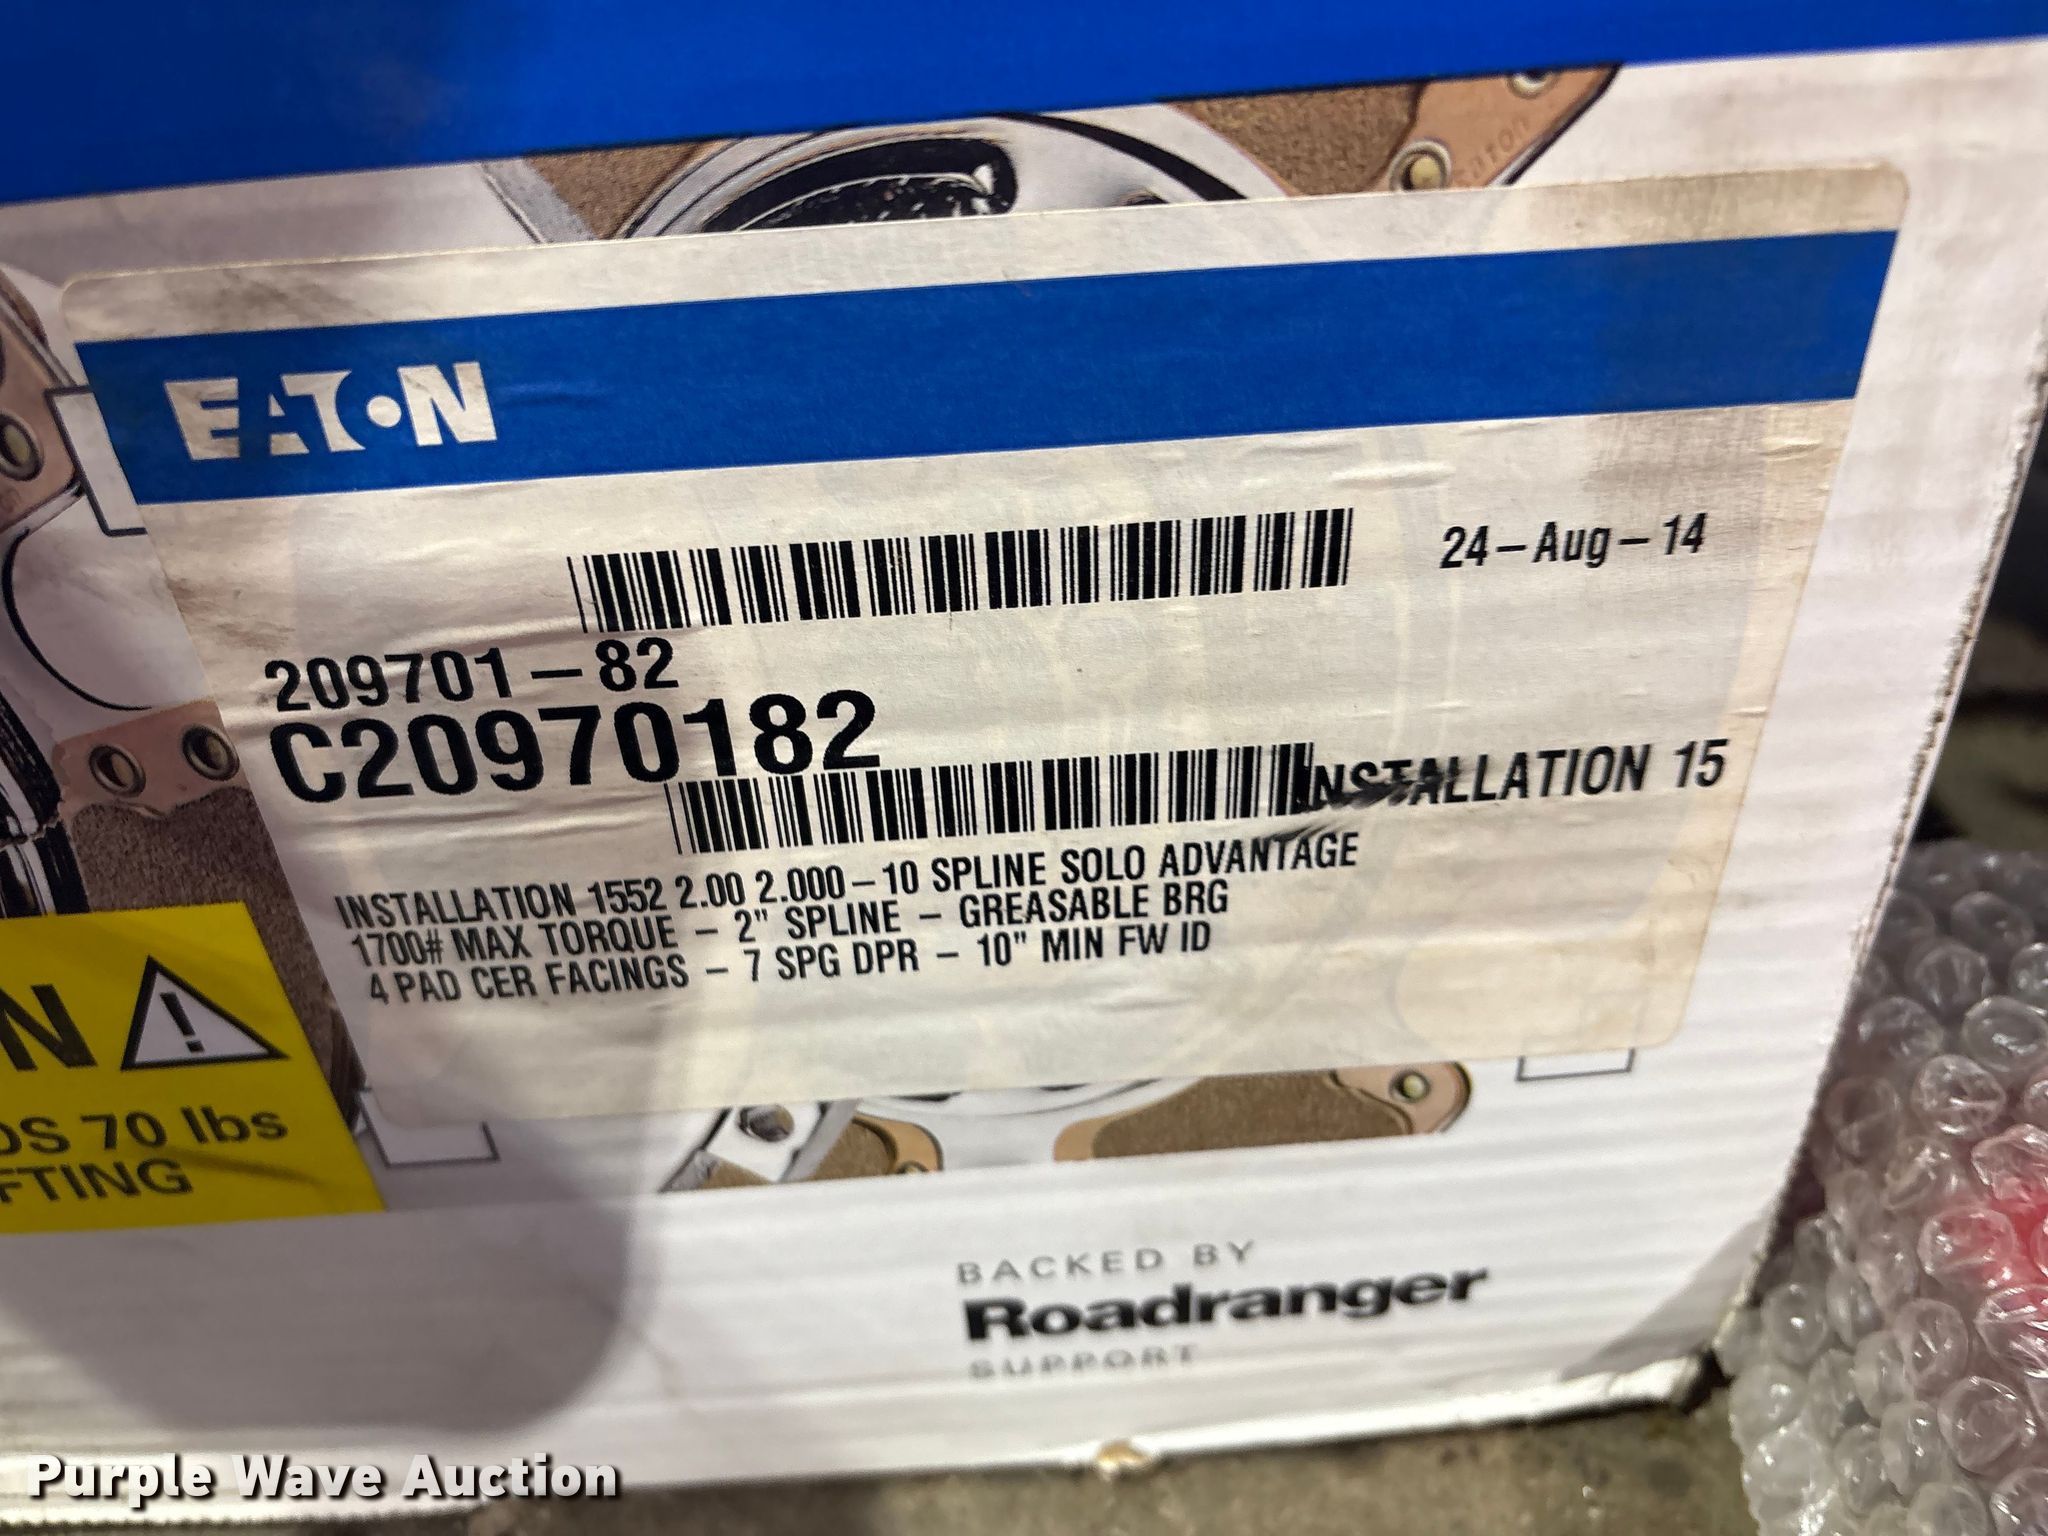 EATON
24-Aug-14
209701-82
C20970182
INSTALLATION 15
INSTALLATION 1552 2.00 2.000-10 SPLINE SOLO ADVANTAGE
1700# MAX TORQUE - 2" SPLINE - GREASABLE BRG
4 PAD CER FACINGS - 7 SPG DPR - 10" MIN FW ID
N
DS 70 lbs
FTING
BACKED BY
Roadranger
SUPPORT
Purple Wave Auction